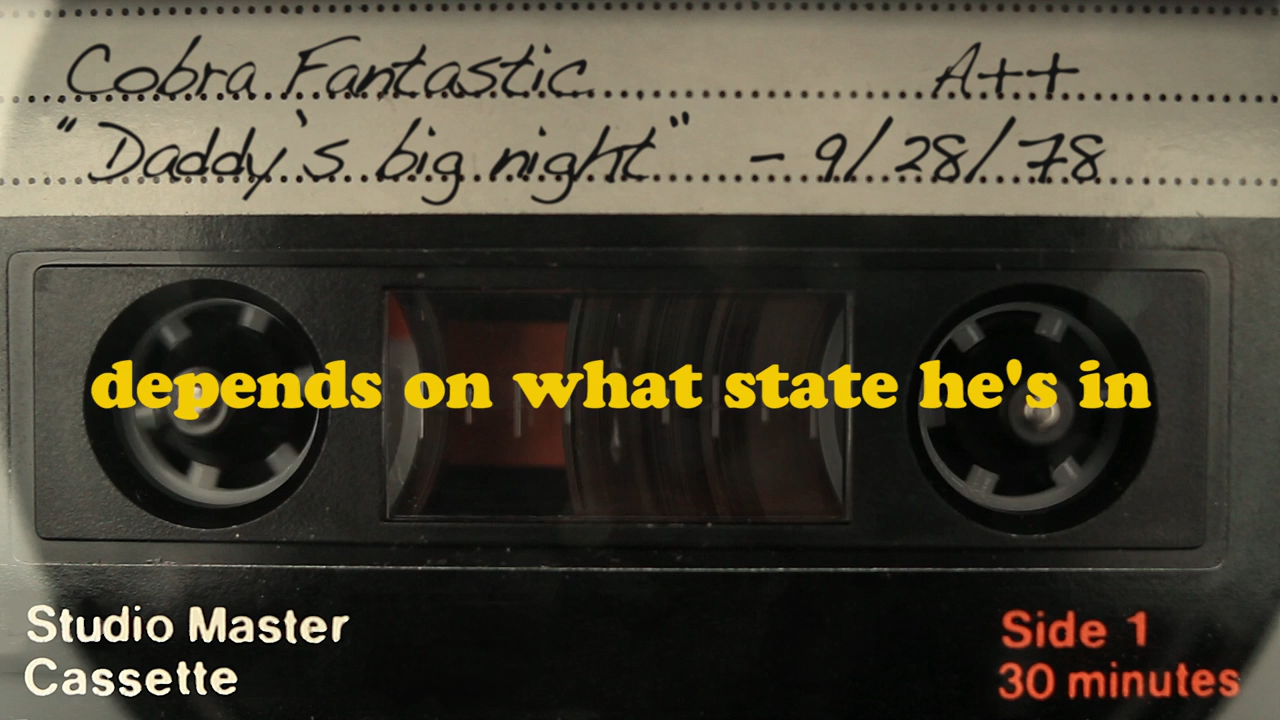 Cobra Fantastic A++
"Daddy's big night" - 9/28/78
depends on what state he's in
Studio Master
Cassette
Side 1
30 minutes